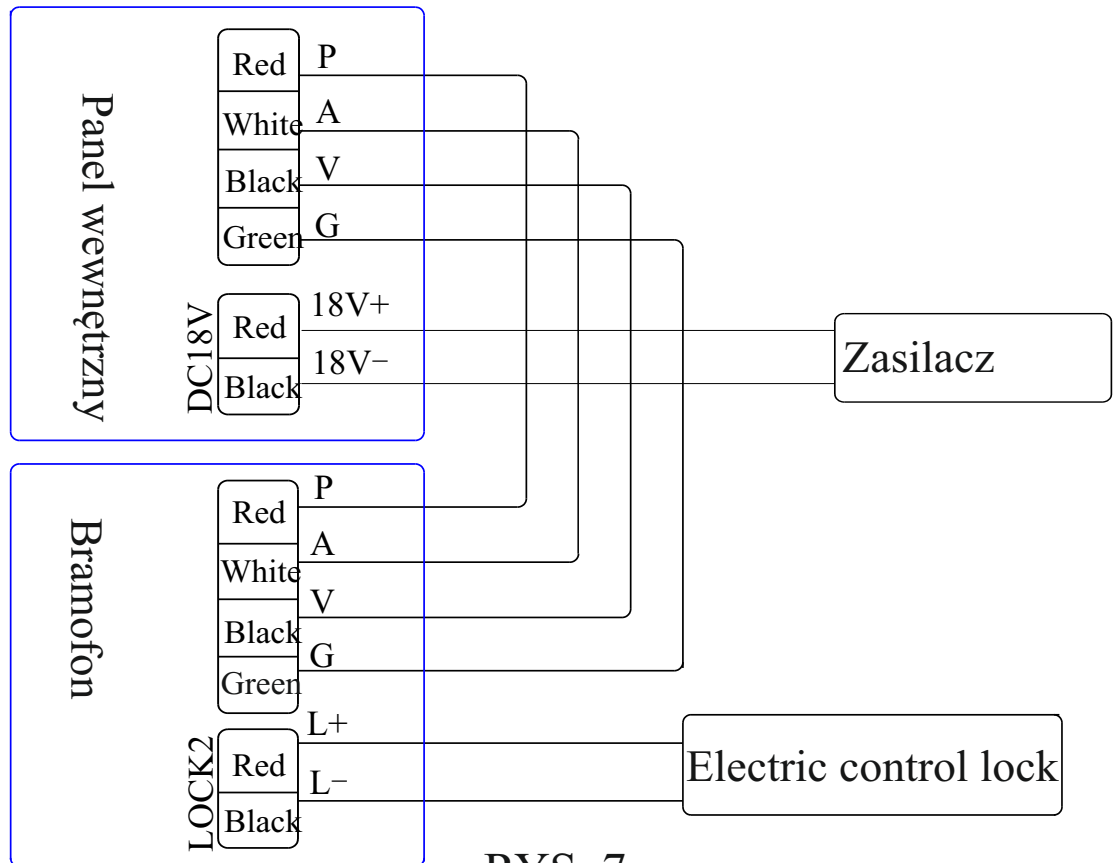 Panel wewnętrzny
Red P
White A
Black V
Green G
DC18V
Red 18V+
Black 18V−
Zasilacz
Bramofon
Red P
White A
Black V
Green G
LOCK2
Red L+
Black L−
Electric control lock